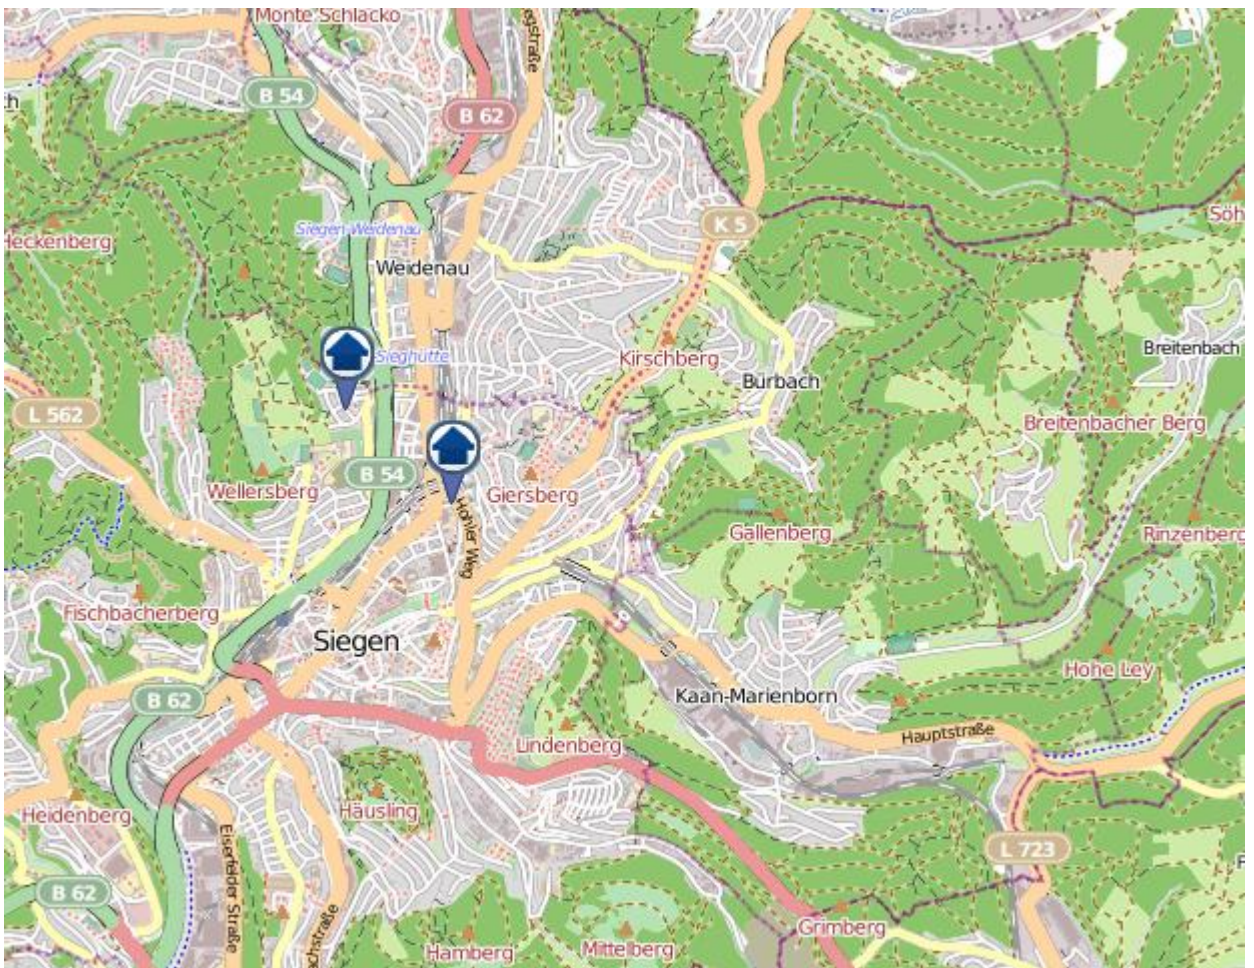 Monte Schlacko
B 54
B 62
K 5
Siegen-Weidenau
Heckenberg
Weidenau
Sieghütte
Kirschberg
Burbach
Breitenbach
L 562
Breitenbacher Berg
B 54
Wellersberg
Giersberg
Hohler Weg
Gallenberg
Rinzenberg
Fischbacherberg
Siegen
Hohe Ley
B 62
Kaan-Marienborn
Hauptstraße
Lindenberg
Häusling
Heidenberg
Eiserfelder Straße
L 723
B 62
Grimberg
Hamberg
Mittelberg